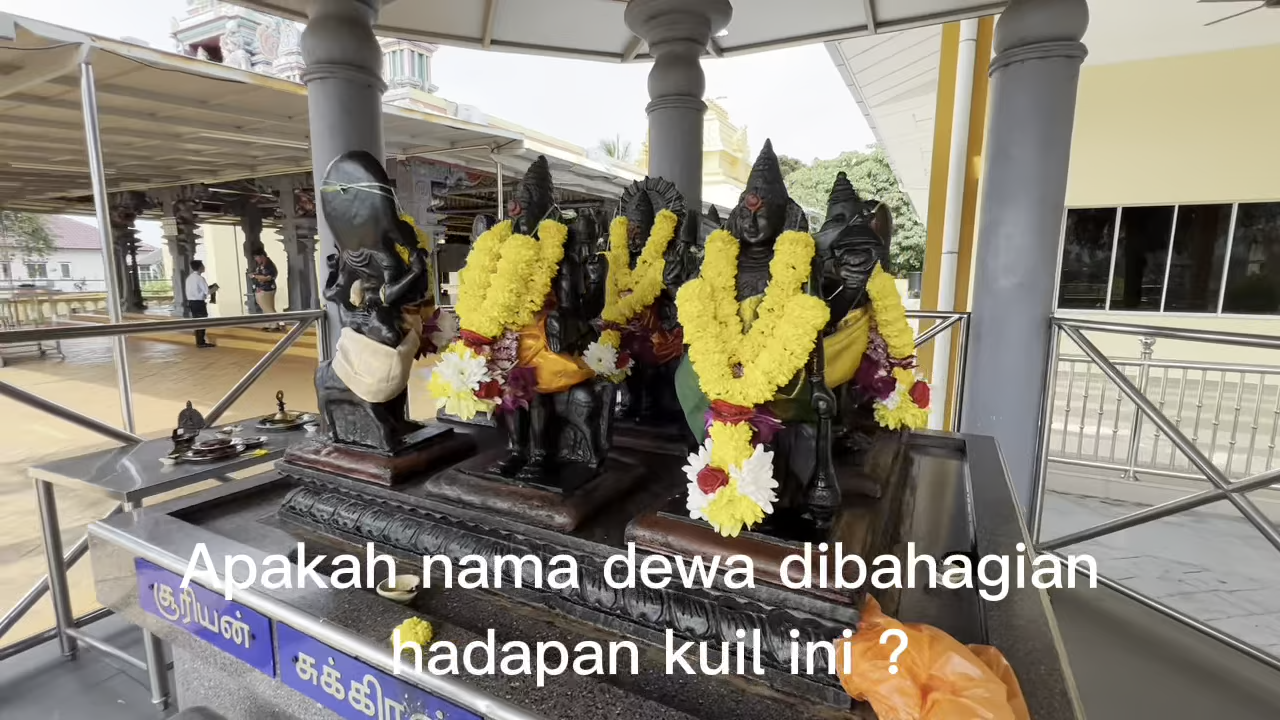 Apakah nama dewa dibahagian
hadapan kuil ini ?
சூரியன்